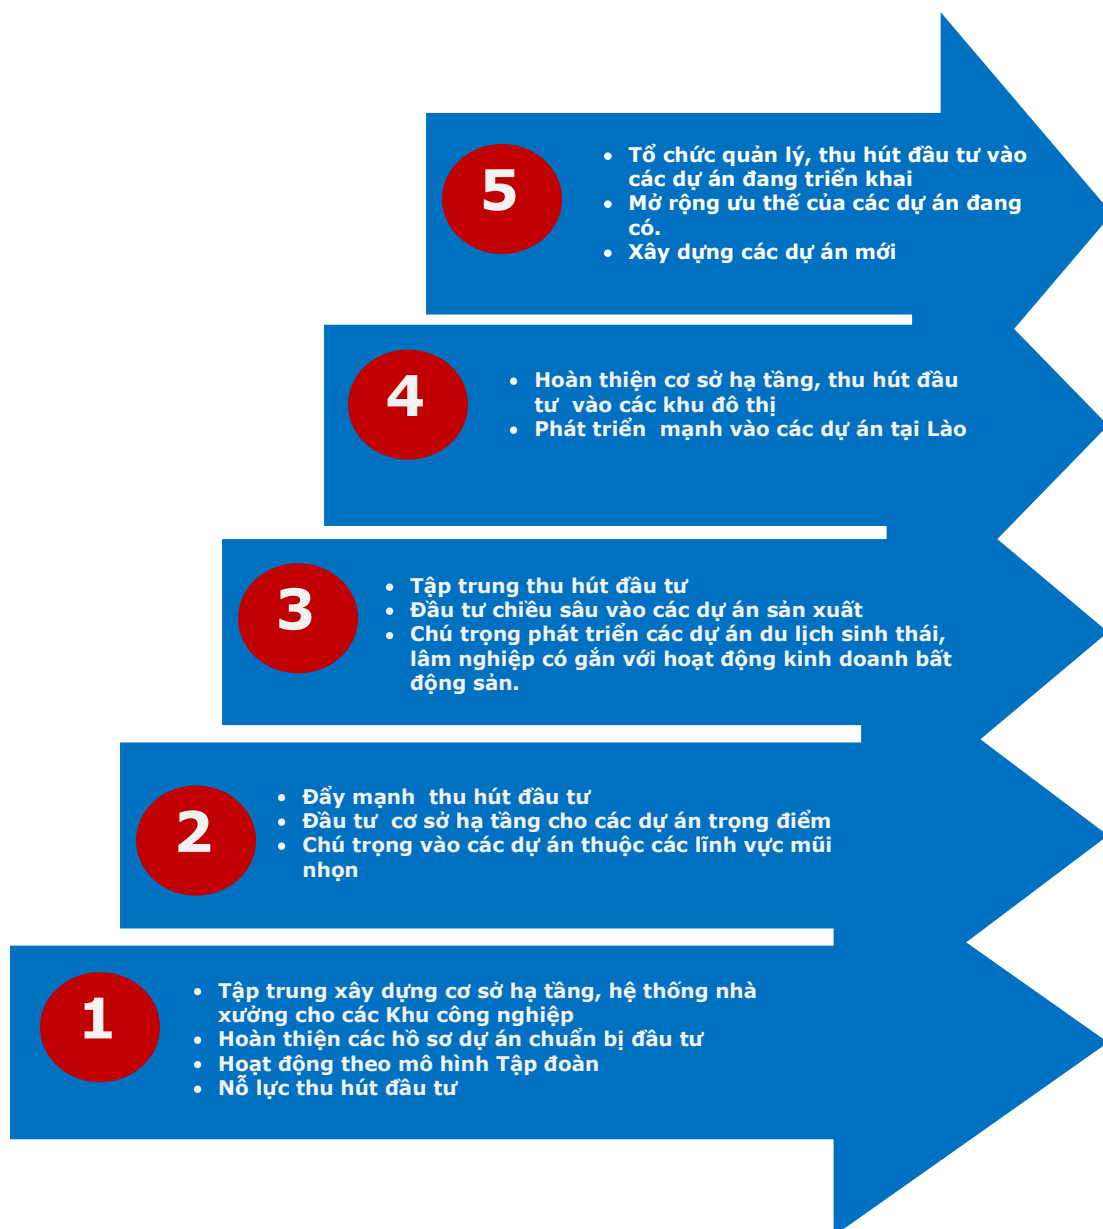 5
• Tổ chức quản lý, thu hút đầu tư vào
các dự án đang triển khai
• Mở rộng ưu thế của các dự án đang
có.
• Xây dựng các dự án mới
4
• Hoàn thiện cơ sở hạ tầng, thu hút đầu
tư  vào các khu đô thị
• Phát triển  mạnh vào các dự án tại Lào
3
• Tập trung thu hút đầu tư
• Đầu tư chiều sâu vào các dự án sản xuất
• Chú trọng phát triển các dự án du lịch sinh thái,
lâm nghiệp có gắn với hoạt động kinh doanh bất
động sản.
2
• Đẩy mạnh  thu hút đầu tư
• Đầu tư  cơ sở hạ tầng cho các dự án trọng điểm
• Chú trọng vào các dự án thuộc các lĩnh vực mũi
nhọn
1
• Tập trung xây dựng cơ sở hạ tầng, hệ thống nhà
xưởng cho các Khu công nghiệp
• Hoàn thiện các hồ sơ dự án chuẩn bị đầu tư
• Hoạt động theo mô hình Tập đoàn
• Nỗ lực thu hút đầu tư